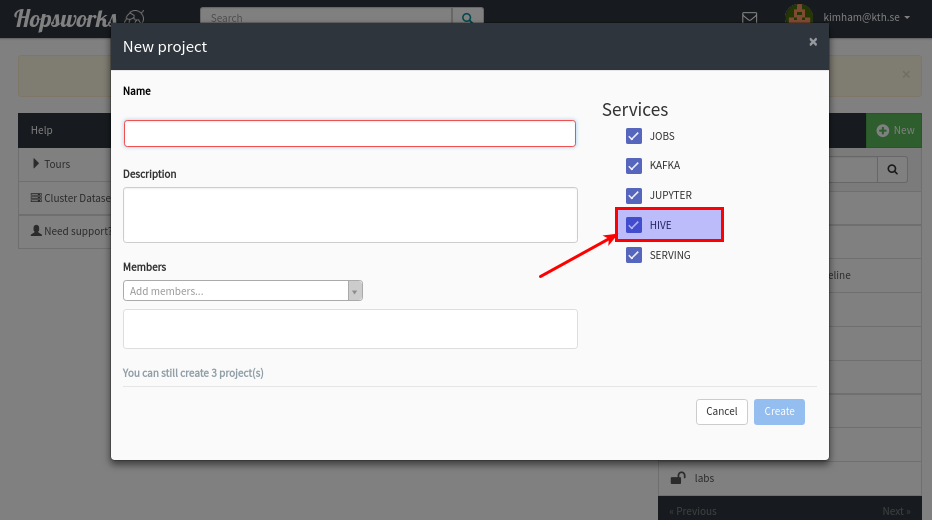 Hopsworks
Search
kimham@kth.se
New project
×
×
Help
New
Tours
Cluster Datase
Need support?
Name
Description
Members
Add members...
You can still create 3 project(s)
Services
JOBS
KAFKA
JUPYTER
HIVE
SERVING
eline
Cancel
Create
labs
« Previous
Next »